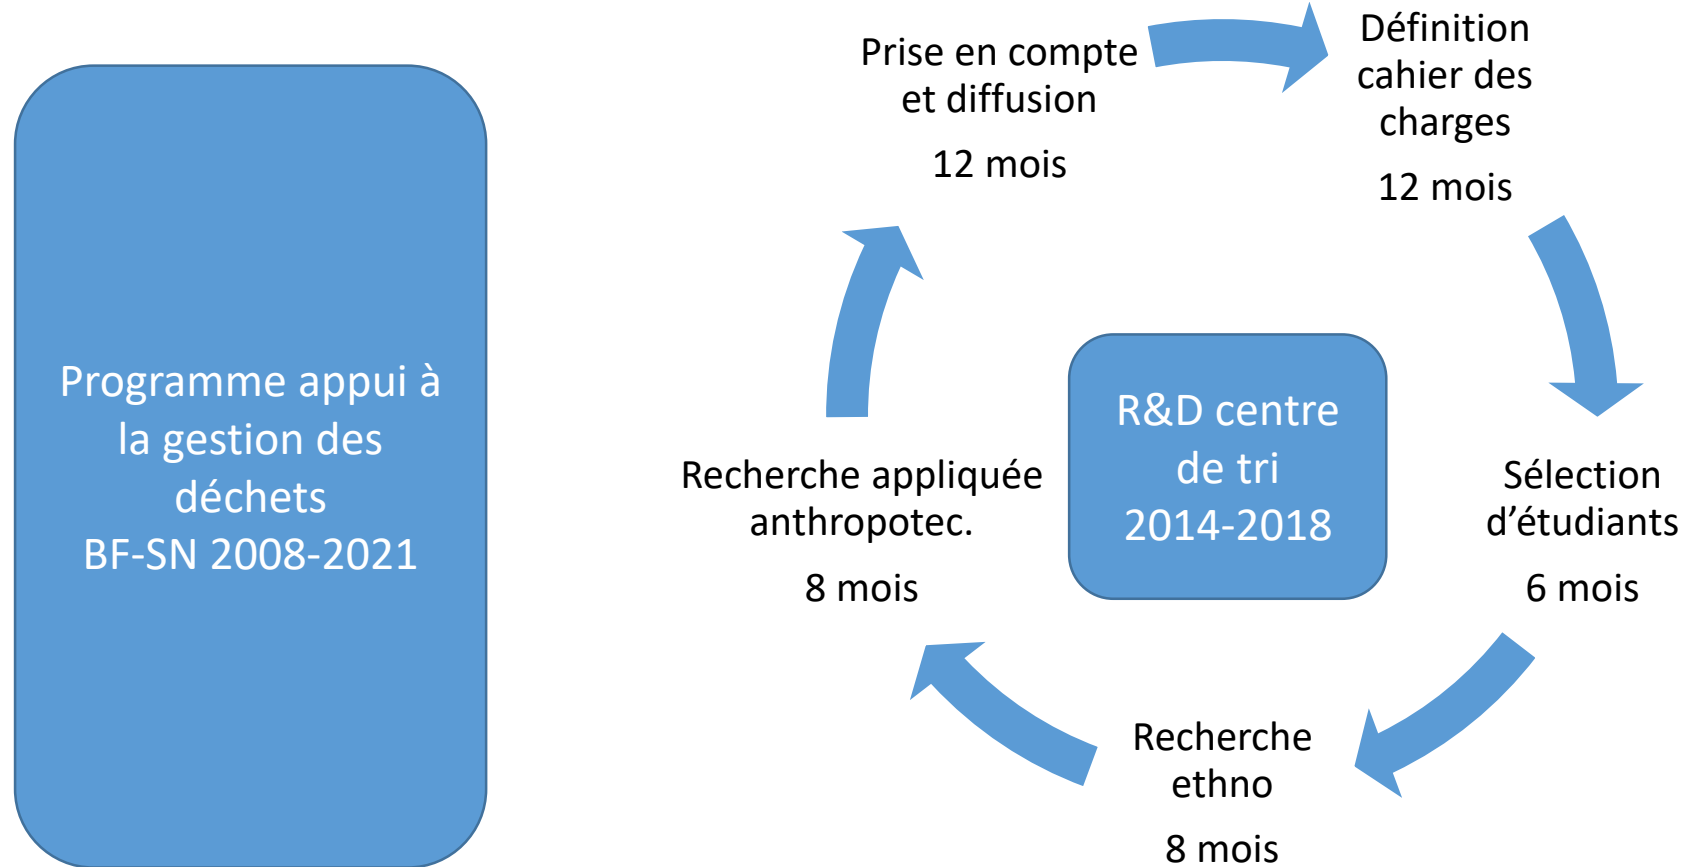 Programme appui à
la gestion des
déchets
BF-SN 2008-2021
Prise en compte
et diffusion
12 mois
Définition
cahier des
charges
12 mois
Sélection
d’étudiants
6 mois
Recherche
ethno
8 mois
Recherche appliquée
anthropotec.
8 mois
R&D centre
de tri
2014-2018